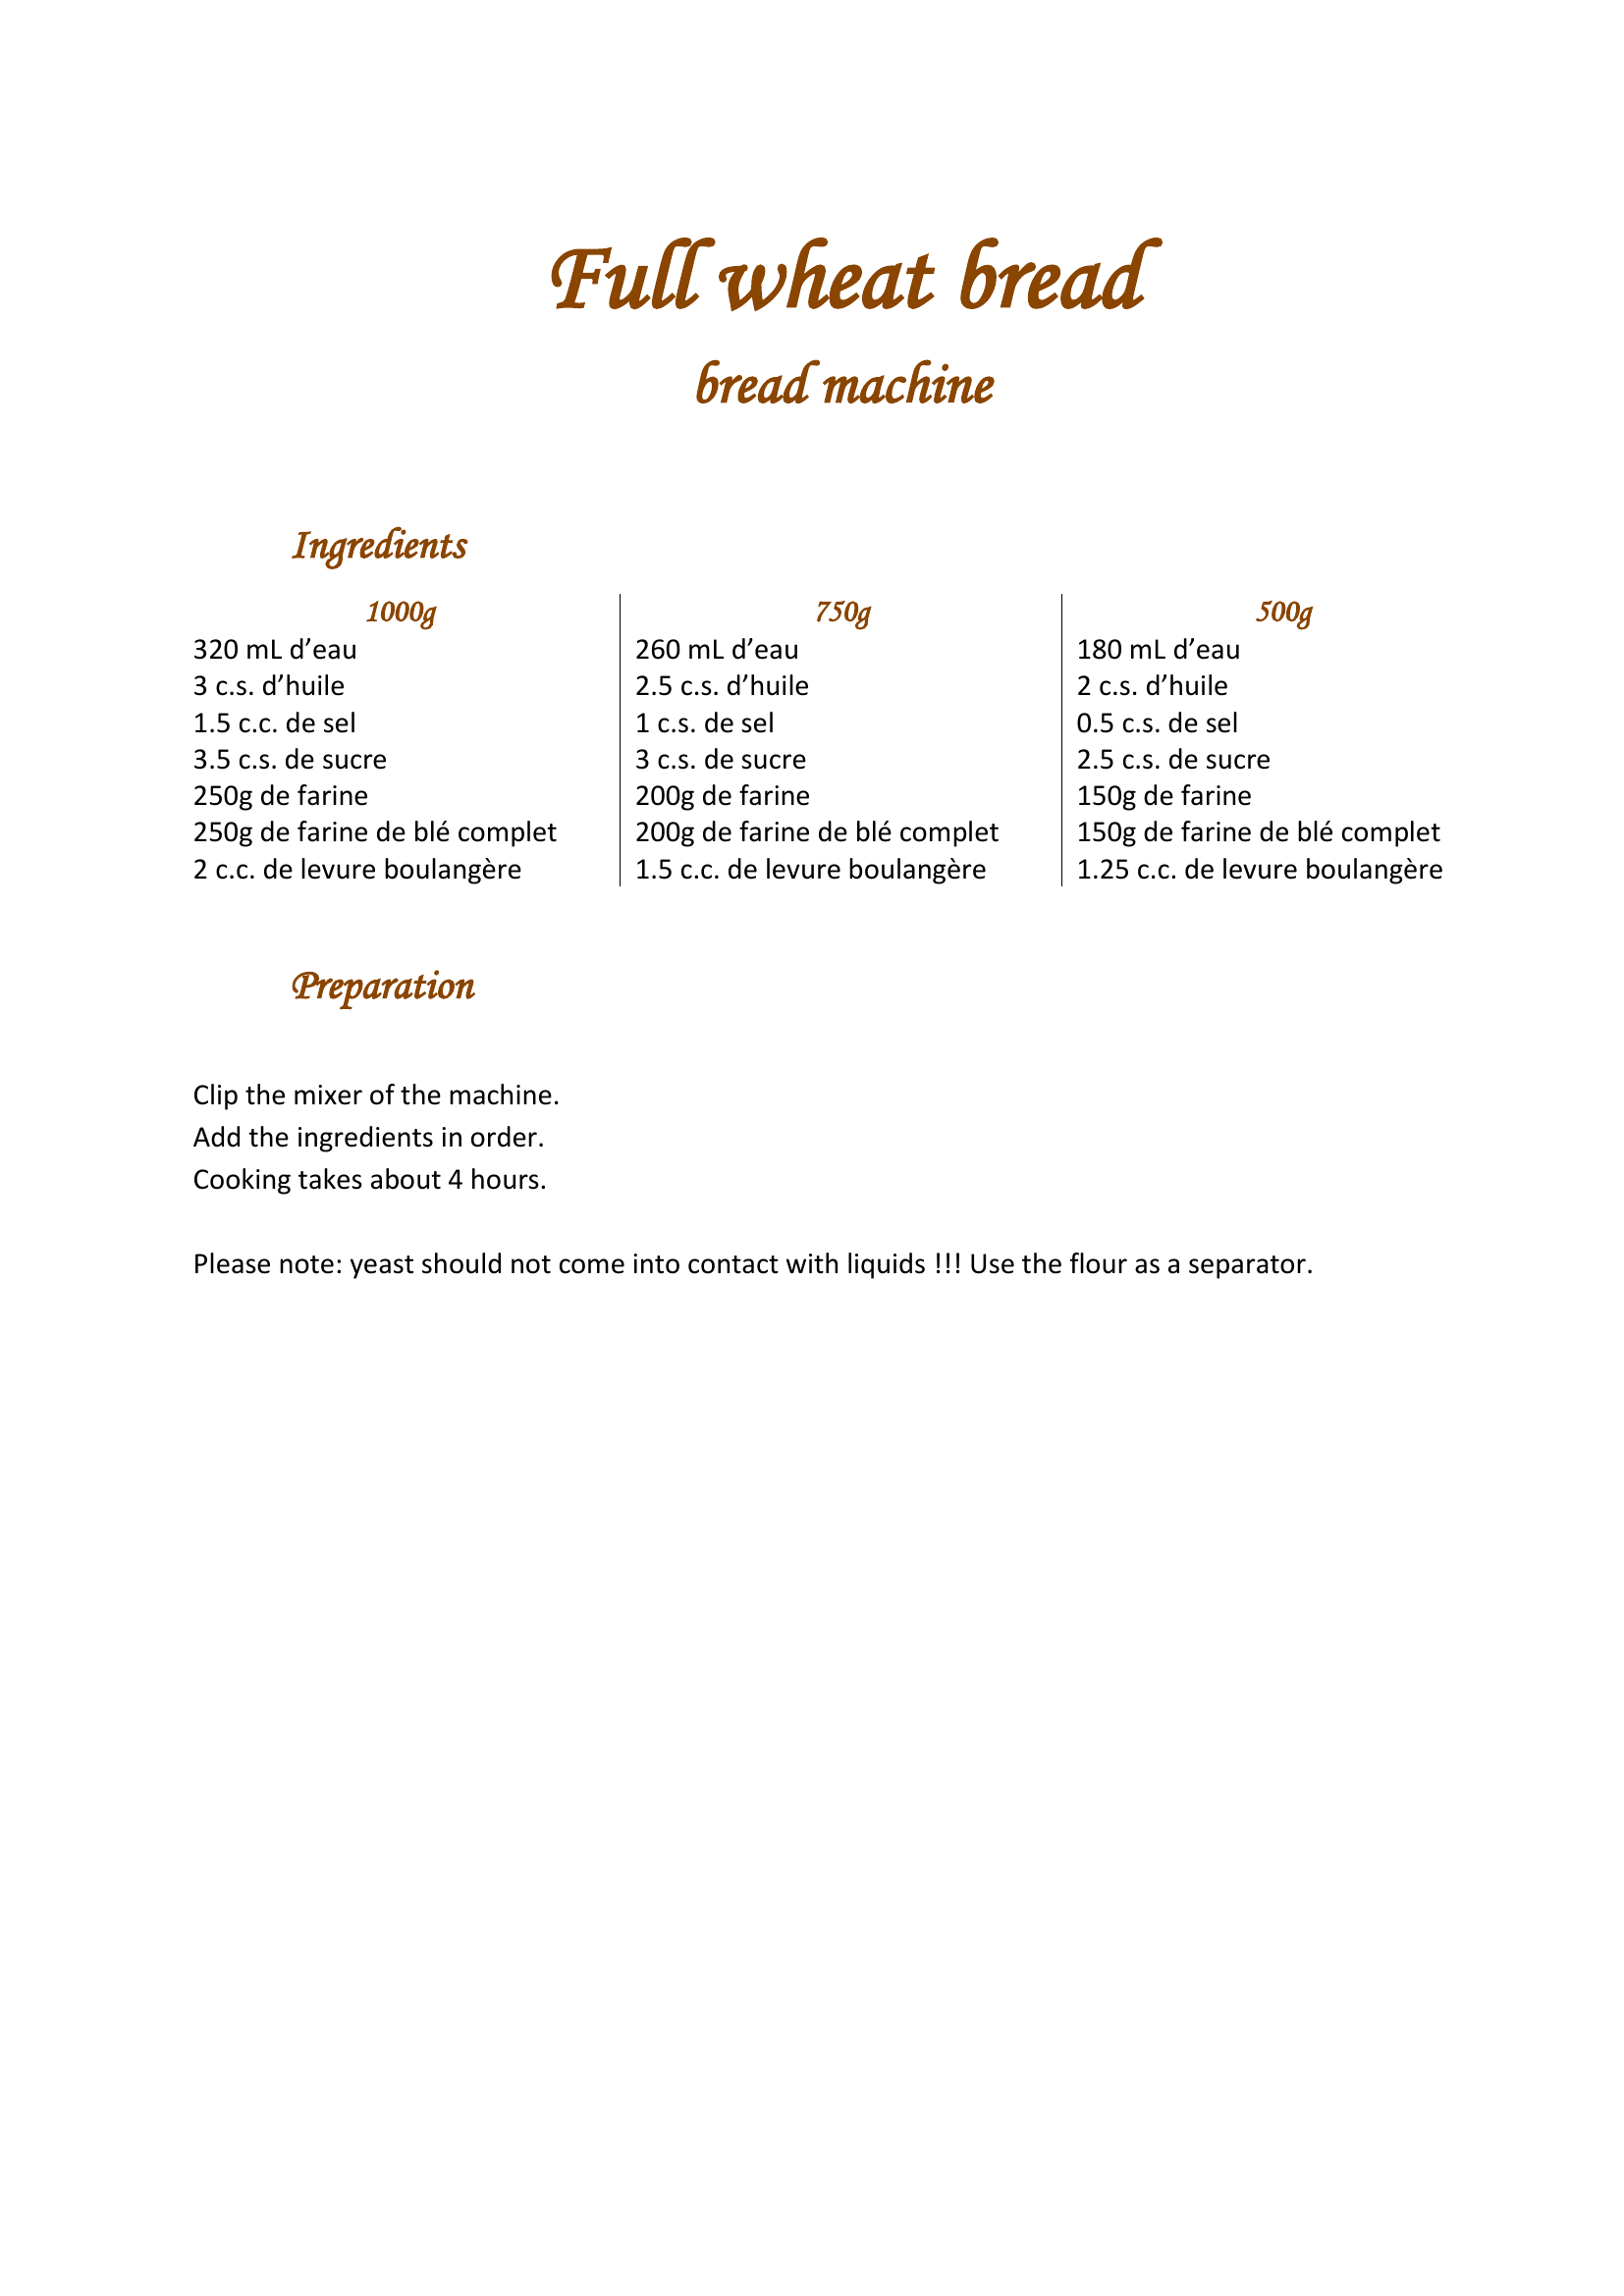 Full wheat bread
bread machine
Ingredients
1000g
320 mL d’eau
3 c.s. d’huile
1.5 c.c. de sel
3.5 c.s. de sucre
250g de farine
250g de farine de blé complet
2 c.c. de levure boulangère
750g
260 mL d’eau
2.5 c.s. d’huile
1 c.s. de sel
3 c.s. de sucre
200g de farine
200g de farine de blé complet
1.5 c.c. de levure boulangère
500g
180 mL d’eau
2 c.s. d’huile
0.5 c.s. de sel
2.5 c.s. de sucre
150g de farine
150g de farine de blé complet
1.25 c.c. de levure boulangère
Preparation
Clip the mixer of the machine.
Add the ingredients in order.
Cooking takes about 4 hours.
Please note: yeast should not come into contact with liquids !!! Use the flour as a separator.